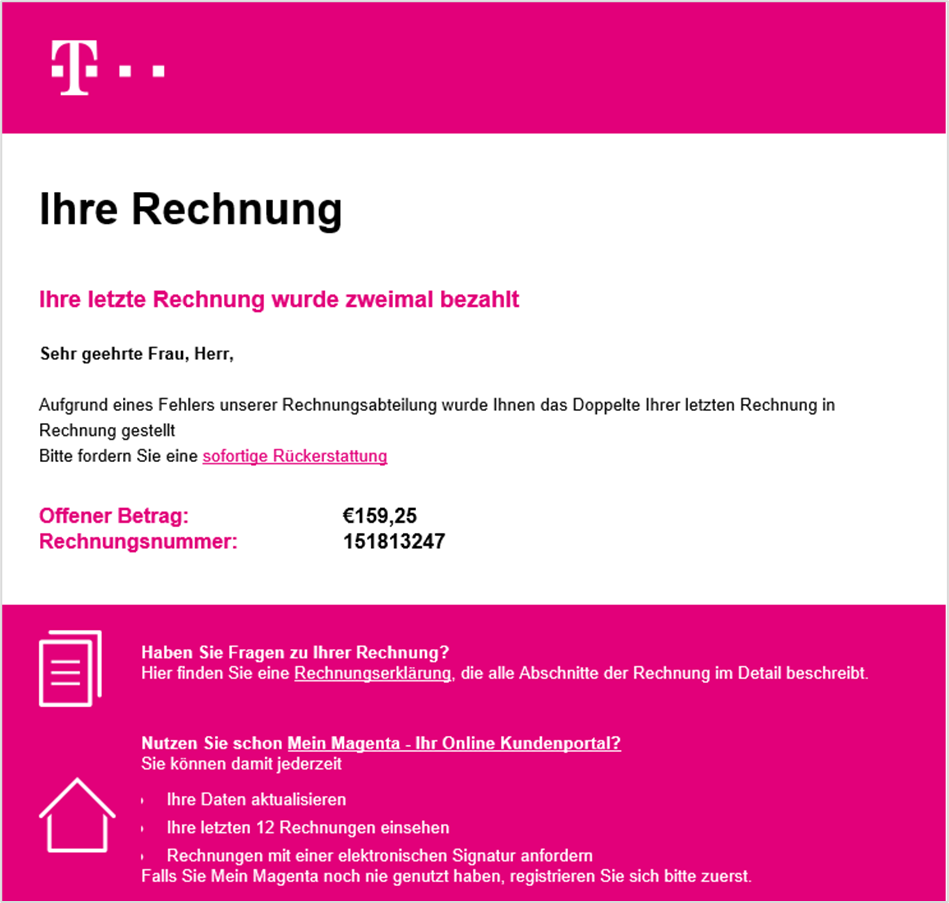 T
Ihre Rechnung
Ihre letzte Rechnung wurde zweimal bezahlt
Sehr geehrte Frau, Herr,
Aufgrund eines Fehlers unserer Rechnungsabteilung wurde Ihnen das Doppelte Ihrer letzten Rechnung in
Rechnung gestellt
Bitte fordern Sie eine sofortige Rückerstattung
Offener Betrag: €159,25
Rechnungsnummer: 151813247
Haben Sie Fragen zu Ihrer Rechnung?
Hier finden Sie eine Rechnungserklärung, die alle Abschnitte der Rechnung im Detail beschreibt.
Nutzen Sie schon Mein Magenta - Ihr Online Kundenportal?
Sie können damit jederzeit
Ihre Daten aktualisieren
Ihre letzten 12 Rechnungen einsehen
Rechnungen mit einer elektronischen Signatur anfordern
Falls Sie Mein Magenta noch nie genutzt haben, registrieren Sie sich bitte zuerst.